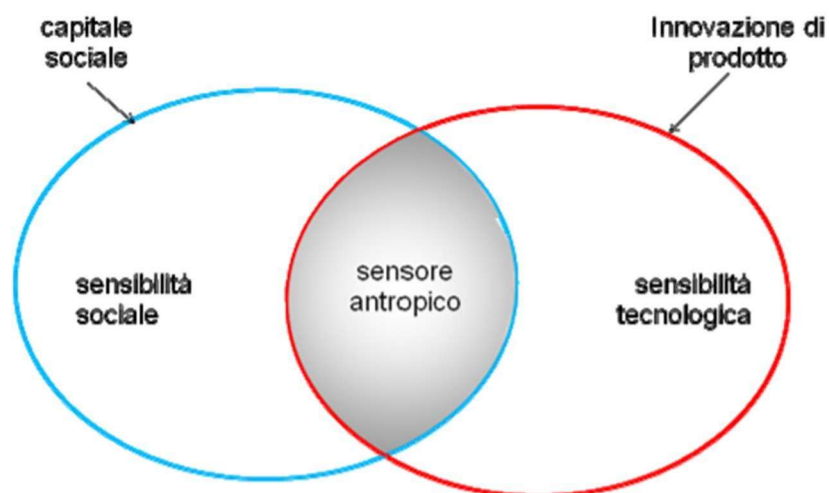 capitale
sociale
Innovazione di
prodotto
sensibilità
sociale
sensore
antropico
sensibilità
tecnologica